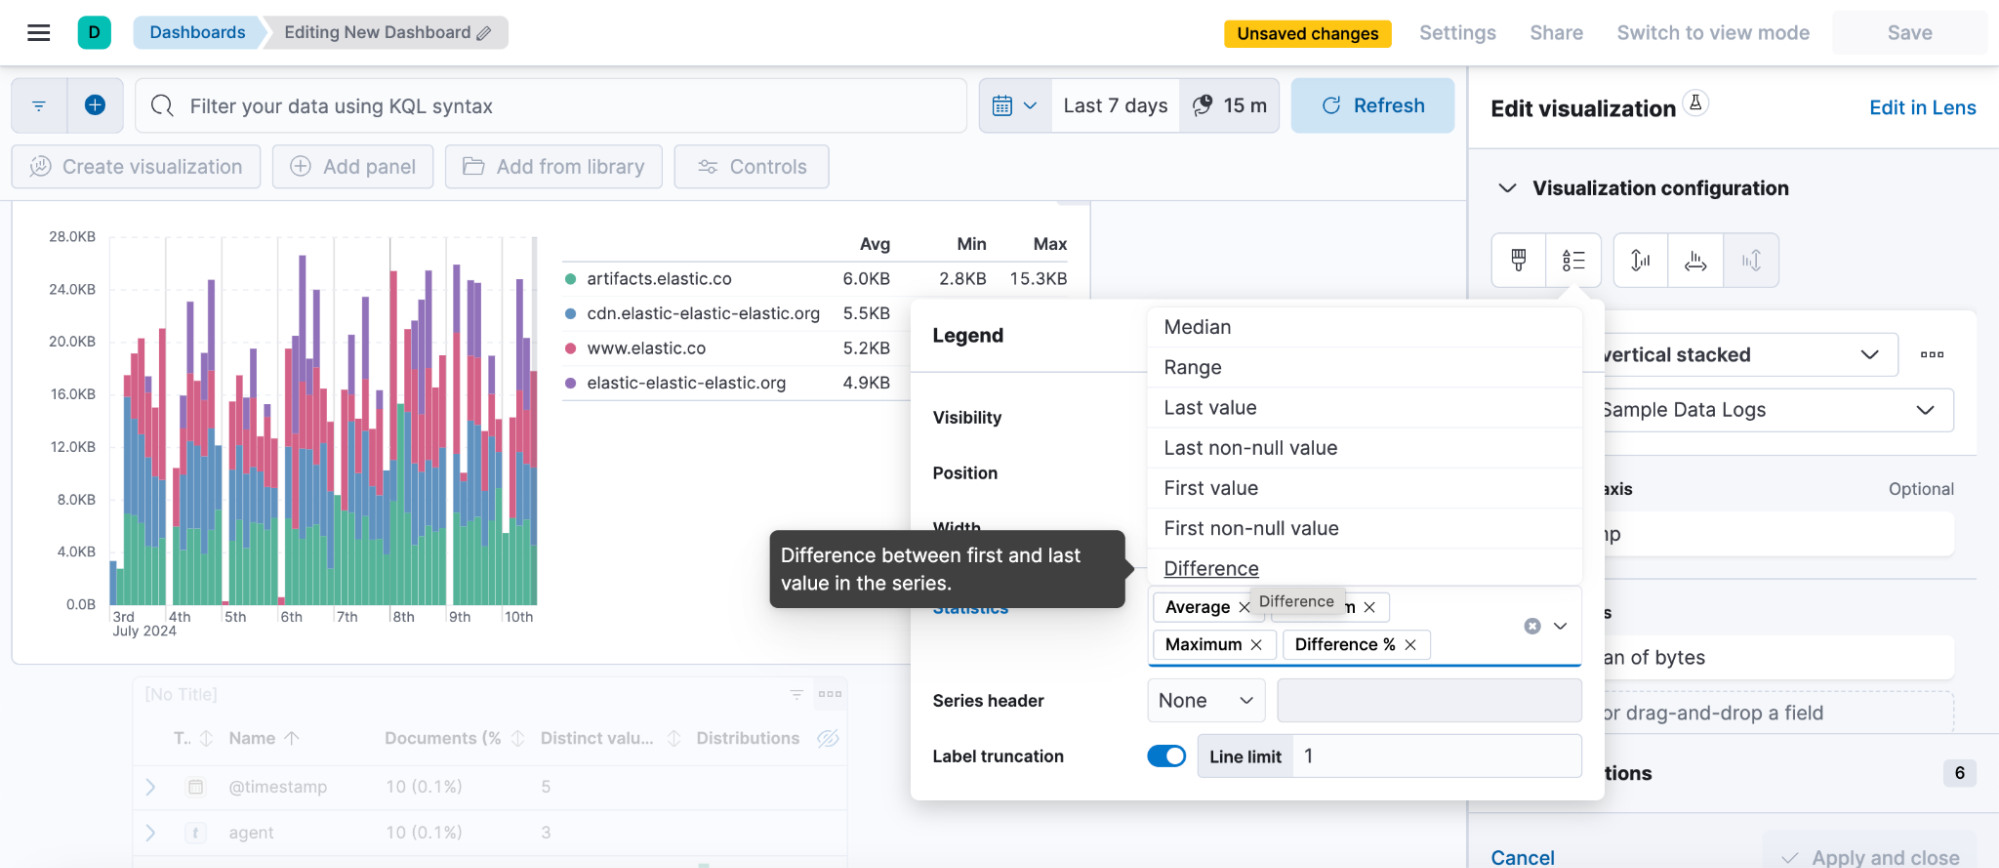 D
Dashboards
Editing New Dashboard
Unsaved changes
Settings
Share
Switch to view mode
Save
Filter your data using KQL syntax
Last 7 days
15 m
Refresh
Create visualization
Add panel
Add from library
Controls
Edit visualization
Edit in Lens
Visualization configuration
28.0KB
24.0KB
20.0KB
16.0KB
12.0KB
8.0KB
4.0KB
0.0B
3rd
4th
5th
6th
7th
8th
9th
10th
July 2024
Avg Min Max
artifacts.elastic.co 6.0KB 2.8KB 15.3KB
cdn.elastic-elastic-elastic.org 5.5KB
www.elastic.co 5.2KB
elastic-elastic-elastic.org 4.9KB
Legend
Visibility
Position
Width
Statistics
Series header
Label truncation
Median
Range
Last value
Last non-null value
First value
First non-null value
Difference
Difference between first and last
value in the series.
Average
Difference
m
Maximum
Difference %
None
Line limit
1
vertical stacked
Sample Data Logs
axis
Optional
np
s
an of bytes
or drag-and-drop a field
tions
6
Cancel
Apply and close
[No Title]
T..
Name
Documents (%
Distinct valu...
Distributions
@timestamp 10 (0.1%) 5
t agent 10 (0.1%) 3